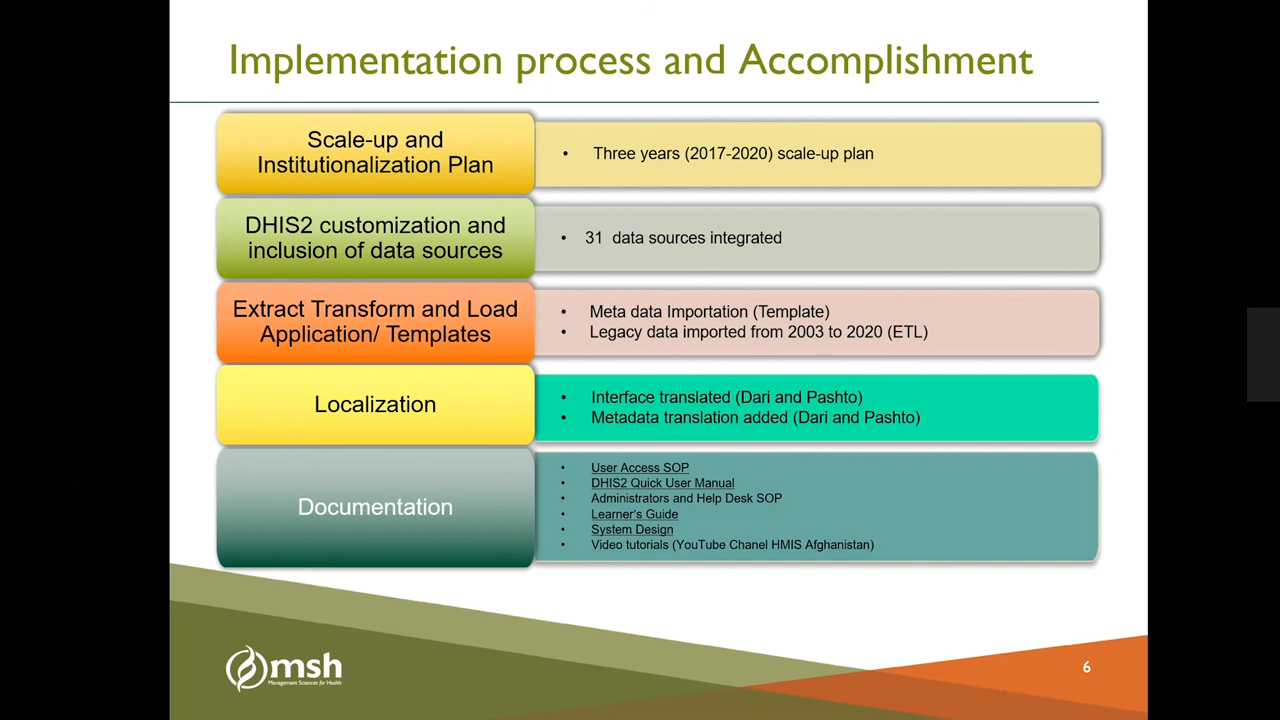 Implementation process and Accomplishment
Scale-up and
Institutionalization Plan
• Three years (2017-2020) scale-up plan
DHIS2 customization and
inclusion of data sources
• 31 data sources integrated
Extract Transform and Load
Application/ Templates
• Meta data Importation (Template)
• Legacy data imported from 2003 to 2020 (ETL)
Localization
• Interface translated (Dari and Pashto)
• Metadata translation added (Dari and Pashto)
Documentation
• User Access SOP
• DHIS2 Quick User Manual
• Administrators and Help Desk SOP
• Learner's Guide
• System Design
• Video tutorials (YouTube Chanel HMIS Afghanistan)
msh
Management Sciences for Health
6